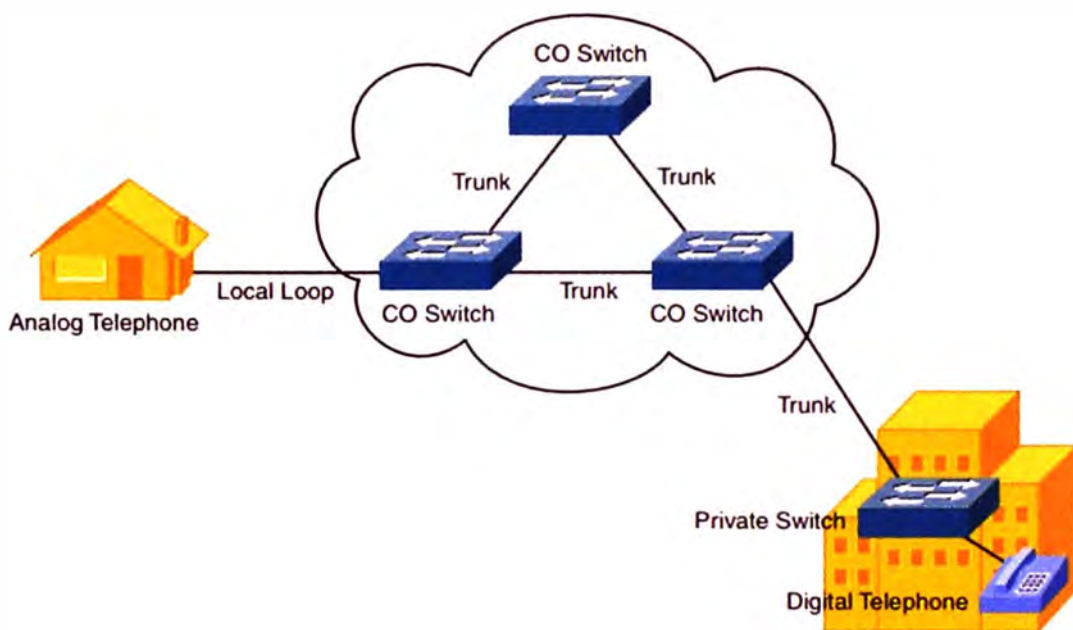 CO Switch
Trunk
Trunk
Local Loop
Trunk
Analog Telephone
CO Switch
CO Switch
Trunk
Private Switch
Digital Telephone